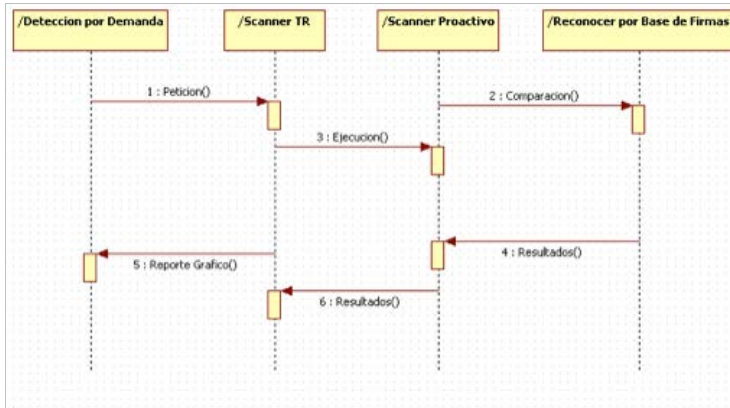 /Deteccion por Demanda
/Scanner TR
/Scanner Proactivo
/Reconocer por Base de Firmas
1 : Peticion()
2 : Comparacion()
3 : Ejecucion()
4 : Resultados()
5 : Reporte Grafico()
6 : Resultados()